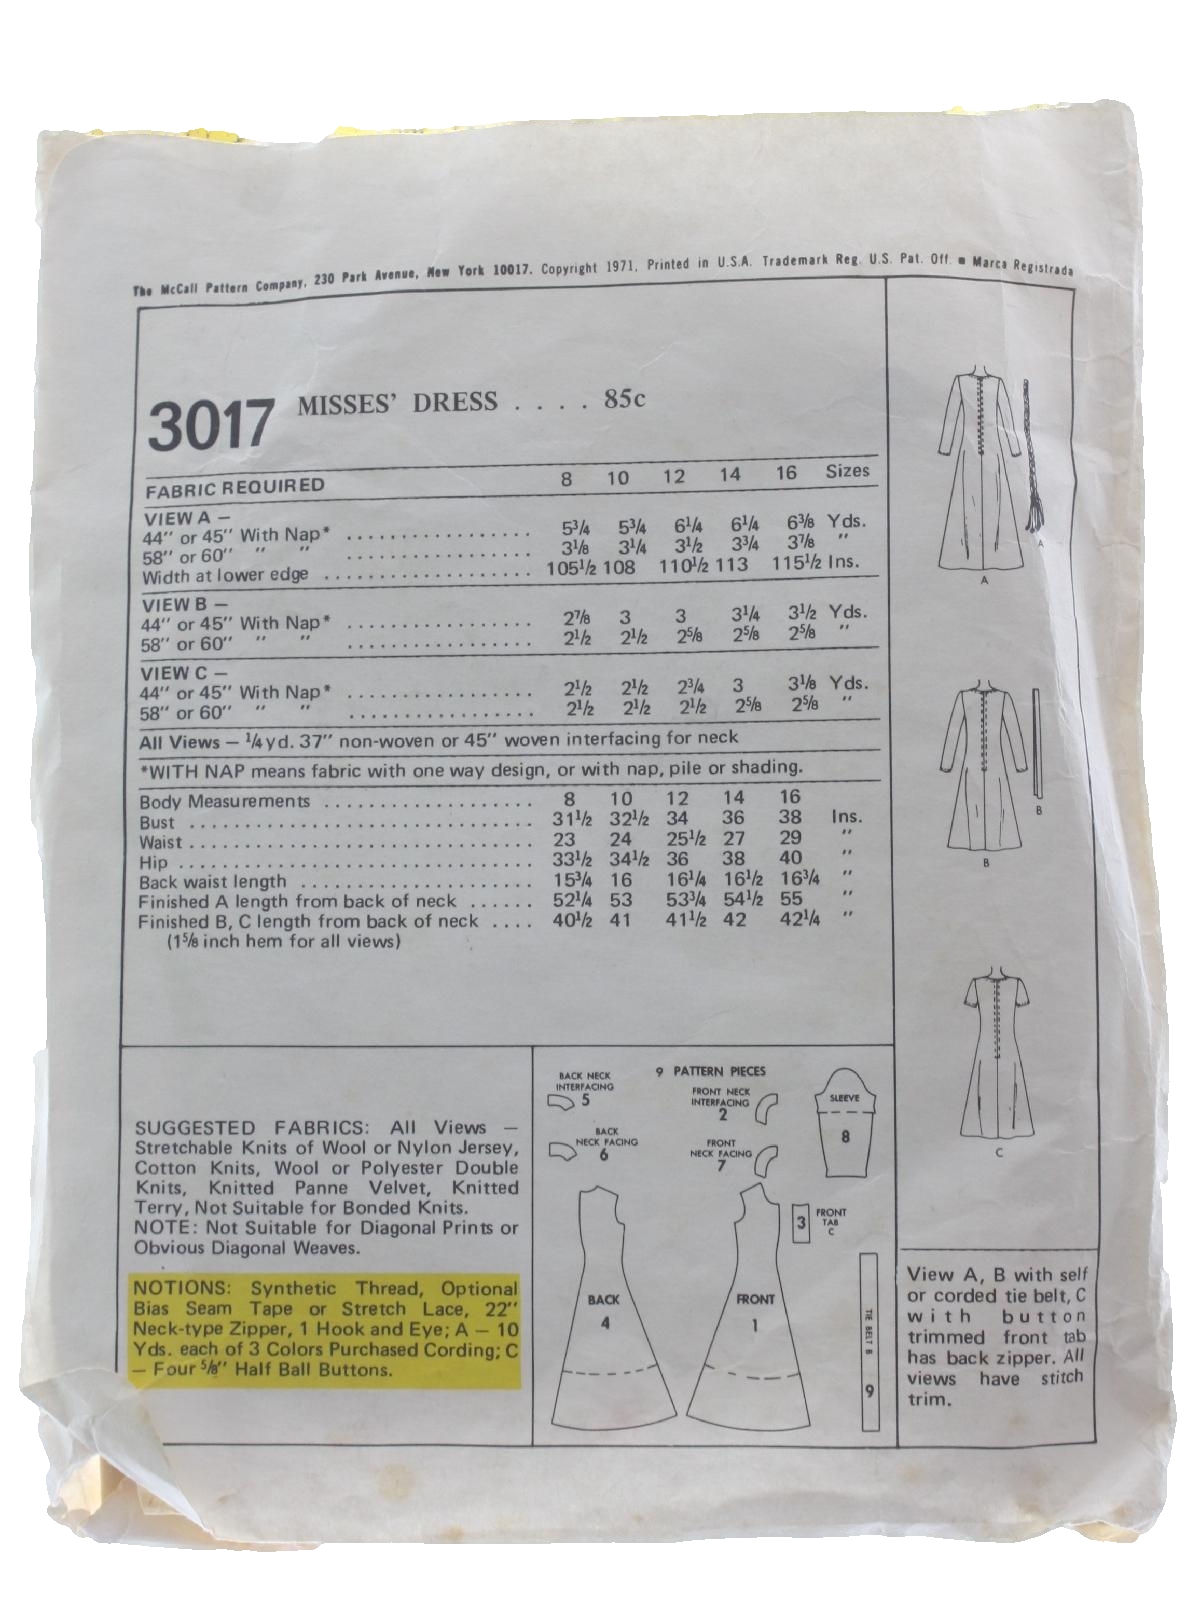 The McCall Pattern Company, 230 Park Avenue, New York 10017. Copyright 1971, Printed in U.S.A. Trademark Reg. U.S. Pat. Off. ■ Marca Registrada
3017 MISSES' DRESS . . . . 85c
FABRIC REQUIRED 8 10 12 14 16 Sizes
VIEW A —
44" or 45" With Nap* .................. 5¾ 5¾ 6¼ 6¼ 6⅜ Yds.
58" or 60" " " .................. 3⅛ 3¼ 3½ 3¾ 3⅞ "
Width at lower edge .................. 105½ 108 110½ 113 115½ Ins.
VIEW B —
44" or 45" With Nap* .................. 2⅞ 3 3 3¼ 3½ Yds.
58" or 60" " " .................. 2½ 2½ 2⅝ 2⅝ 2⅝ "
VIEW C —
44" or 45" With Nap* .................. 2½ 2½ 2¾ 3 3⅛ Yds.
58" or 60" " " .................. 2½ 2½ 2½ 2⅝ 2⅝ "
All Views — ¼ yd. 37" non-woven or 45" woven interfacing for neck
*WITH NAP means fabric with one way design, or with nap, pile or shading.
Body Measurements .................. 8 10 12 14 16
Bust .................. 31½ 32½ 34 36 38 Ins.
Waist .................. 23 24 25½ 27 29 "
Hip .................. 33½ 34½ 36 38 40 "
Back waist length .................. 15¾ 16 16¼ 16½ 16¾ "
Finished A length from back of neck ...... 52¼ 53 53¾ 54½ 55 "
Finished B, C length from back of neck .... 40½ 41 41½ 42 42¼ "
(1⅝ inch hem for all views)
A
A
B
B
C
SUGGESTED FABRICS: All Views —
Stretchable Knits of Wool or Nylon Jersey,
Cotton Knits, Wool or Polyester Double
Knits, Knitted Panne Velvet, Knitted
Terry, Not Suitable for Bonded Knits.
NOTE: Not Suitable for Diagonal Prints or
Obvious Diagonal Weaves.
NOTIONS: Synthetic Thread, Optional
Bias Seam Tape or Stretch Lace, 22"
Neck-type Zipper, 1 Hook and Eye; A — 10
Yds. each of 3 Colors Purchased Cording; C
— Four ⅝" Half Ball Buttons.
9 PATTERN PIECES
BACK NECK
INTERFACING
5
FRONT NECK
INTERFACING
2
SLEEVE
8
BACK
NECK FACING
6
FRONT
NECK FACING
7
3
FRONT
TAB
C
BACK
4
FRONT
1
TIE BELT B
9
View A, B with self
or corded tie belt, C
with button
trimmed front tab
has back zipper. All
views have stitch
trim.